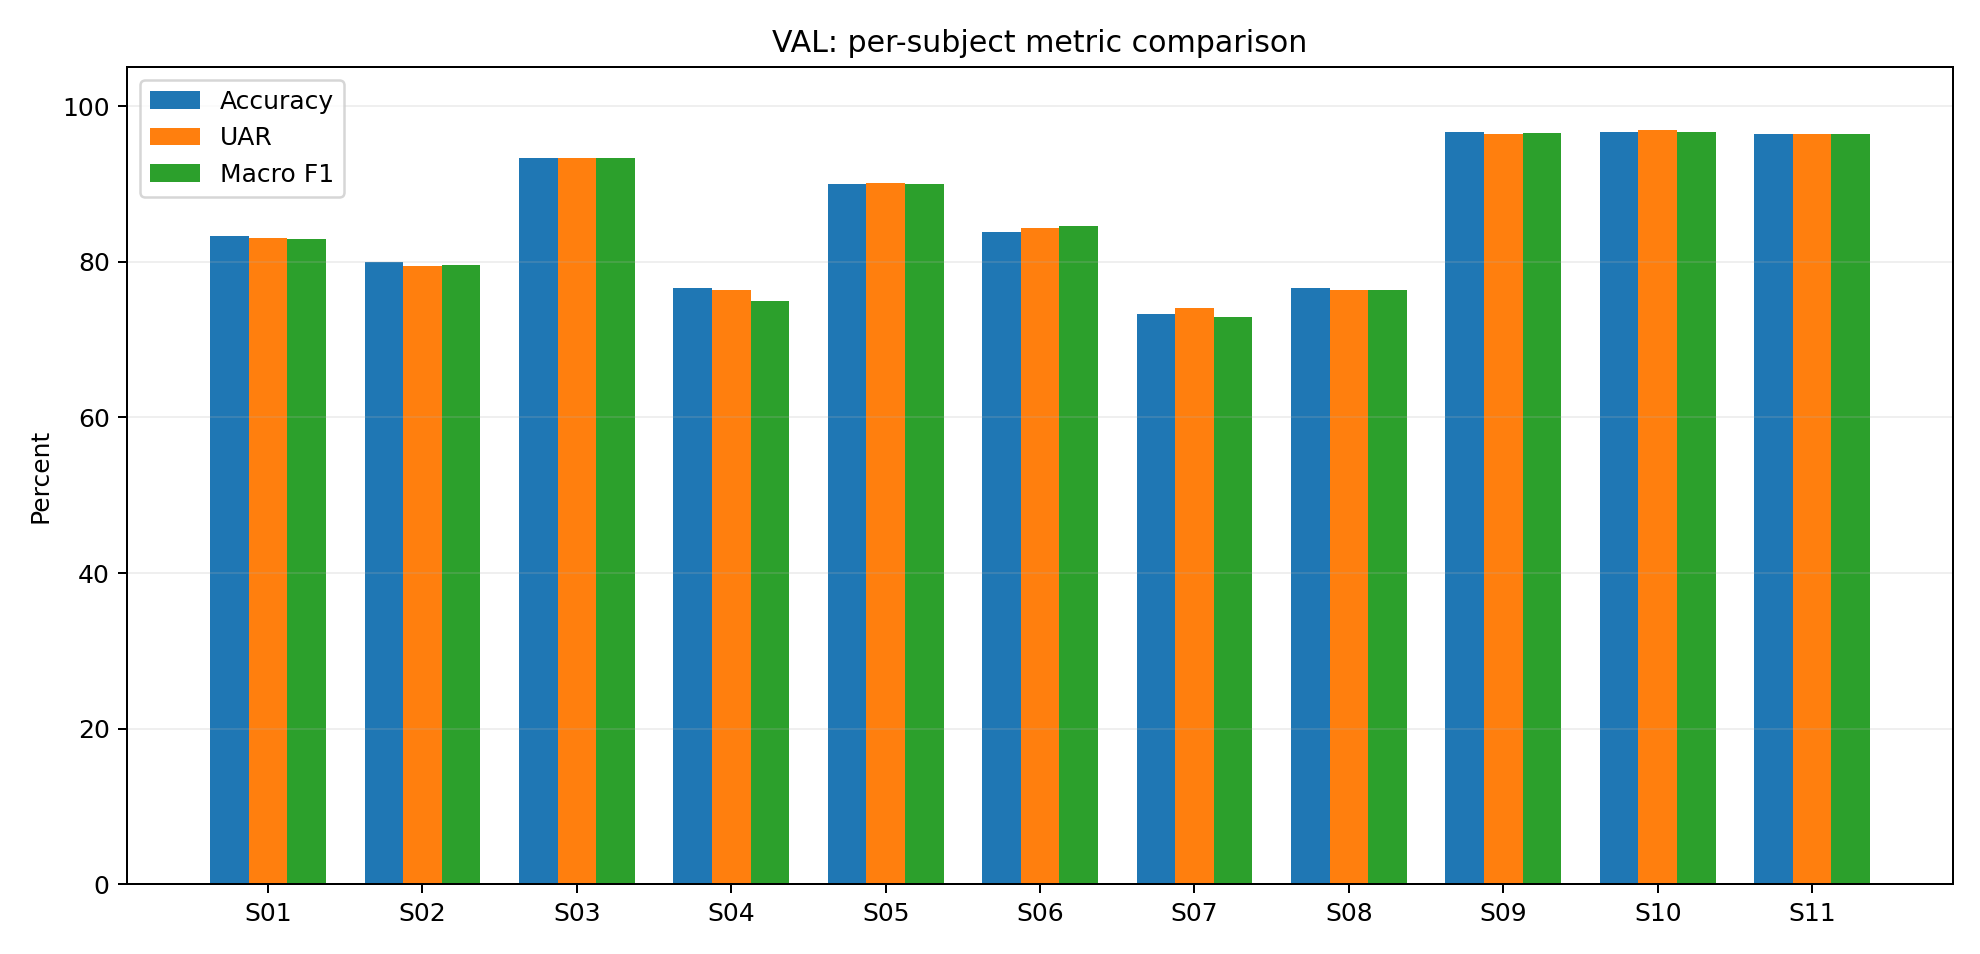 VAL: per-subject metric comparison
Accuracy
UAR
Macro F1
Percent
100
80
60
40
20
0
S01 S02 S03 S04 S05 S06 S07 S08 S09 S10 S11